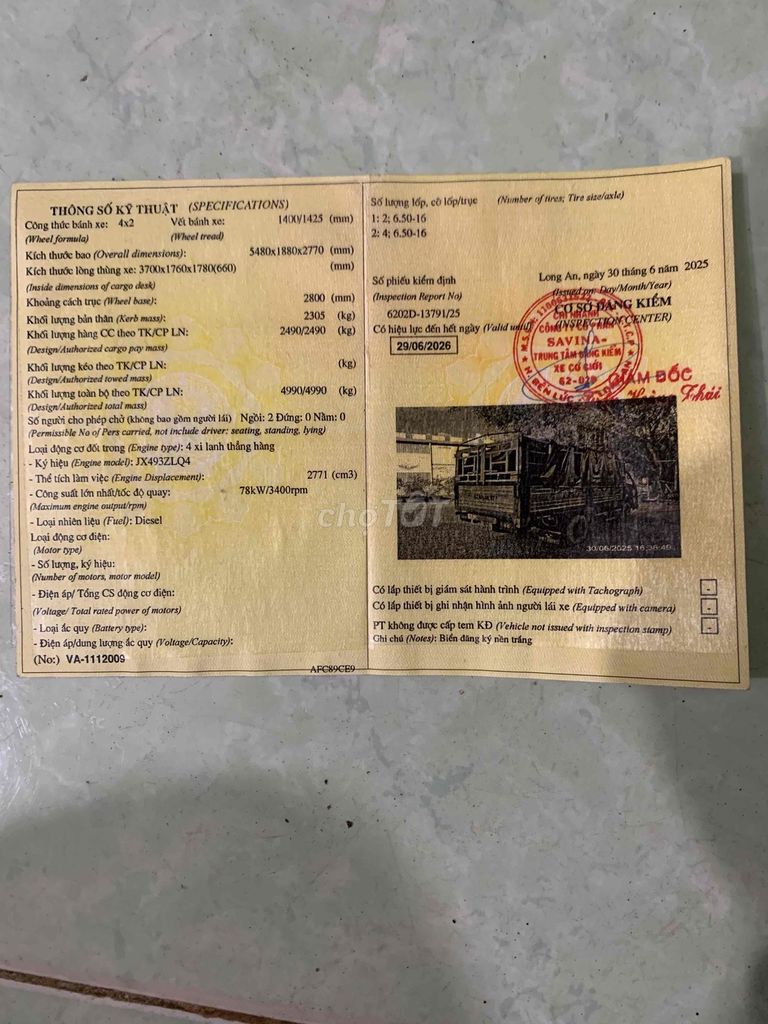 THÔNG SỐ KỸ THUẬT (SPECIFICATIONS)
Công thức bánh xe: 4x2 Vết bánh xe: 1400/1425 (mm)
(Wheel formula) (Wheel tread)
Kích thước bao (Overall dimensions): 5480x1880x2770 (mm)
Kích thước lòng thùng xe: 3700x1760x1780(660) (mm)
(Inside dimensions of cargo desk)
Khoảng cách trục (Wheel base): 2800 (mm)
Khối lượng bản thân (Kerb mass): 2305 (kg)
Khối lượng hàng CC theo TK/CP LN: 2490/2490 (kg)
(Design/Authorized cargo pay mass)
Khối lượng kéo theo TK/CP LN: (kg)
(Design/Authorized towed mass)
Khối lượng toàn bộ theo TK/CP LN: 4990/4990 (kg)
(Design/Authorized total mass)
Số người cho phép chở (không bao gồm người lái) Ngồi: 2 Đứng: 0 Nằm: 0
(Permissible No of Pers carried, not include driver: seating, standing, lying)
Loại động cơ đốt trong (Engine type): 4 xi lanh thẳng hàng
- Ký hiệu (Engine model): JX493ZLQ4
- Thể tích làm việc (Engine Displacement): 2771 (cm3)
- Công suất lớn nhất/tốc độ quay: 78kW/3400rpm
(Maximum engine output/rpm)
- Loại nhiên liệu (Fuel): Diesel
Loại động cơ điện:
(Motor type)
- Số lượng, ký hiệu:
(Number of motors, motor model)
- Điện áp/ Tổng CS động cơ điện:
(Voltage/ Total rated power of motors)
- Loại ắc quy (Battery type):
- Điện áp/dung lượng ắc quy (Voltage/Capacity):
(No:) VA-1112009
AFC89CE9
Số lượng lốp, cỡ lốp/trục (Number of tires; Tire size/axle)
1: 2; 6.50-16
2: 4; 6.50-16
Số phiếu kiểm định
(Inspection Report No)
6202D-13791/25
Long An, ngày 30 tháng 6 năm 2025
(Issued on: Day/Month/Year)
CƠ SỞ ĐĂNG KIỂM
(INSPECTION CENTER)
Có hiệu lực đến hết ngày (Valid until)
29/06/2026
CHI NHÁNH
SAVINA-
TRUNG TÂM ĐĂNG KIỂM
XE CƠ GIỚI
GIÁM ĐỐC
Thái
chợTỐT
30/06/2025 16:36:40
Có lắp thiết bị giám sát hành trình (Equipped with Tachograph) -
Có lắp thiết bị ghi nhận hình ảnh người lái xe (Equipped with camera) -
PT không được cấp tem KĐ (Vehicle not issued with inspection stamp) -
Ghi chú (Notes): Biển đăng ký nền trắng